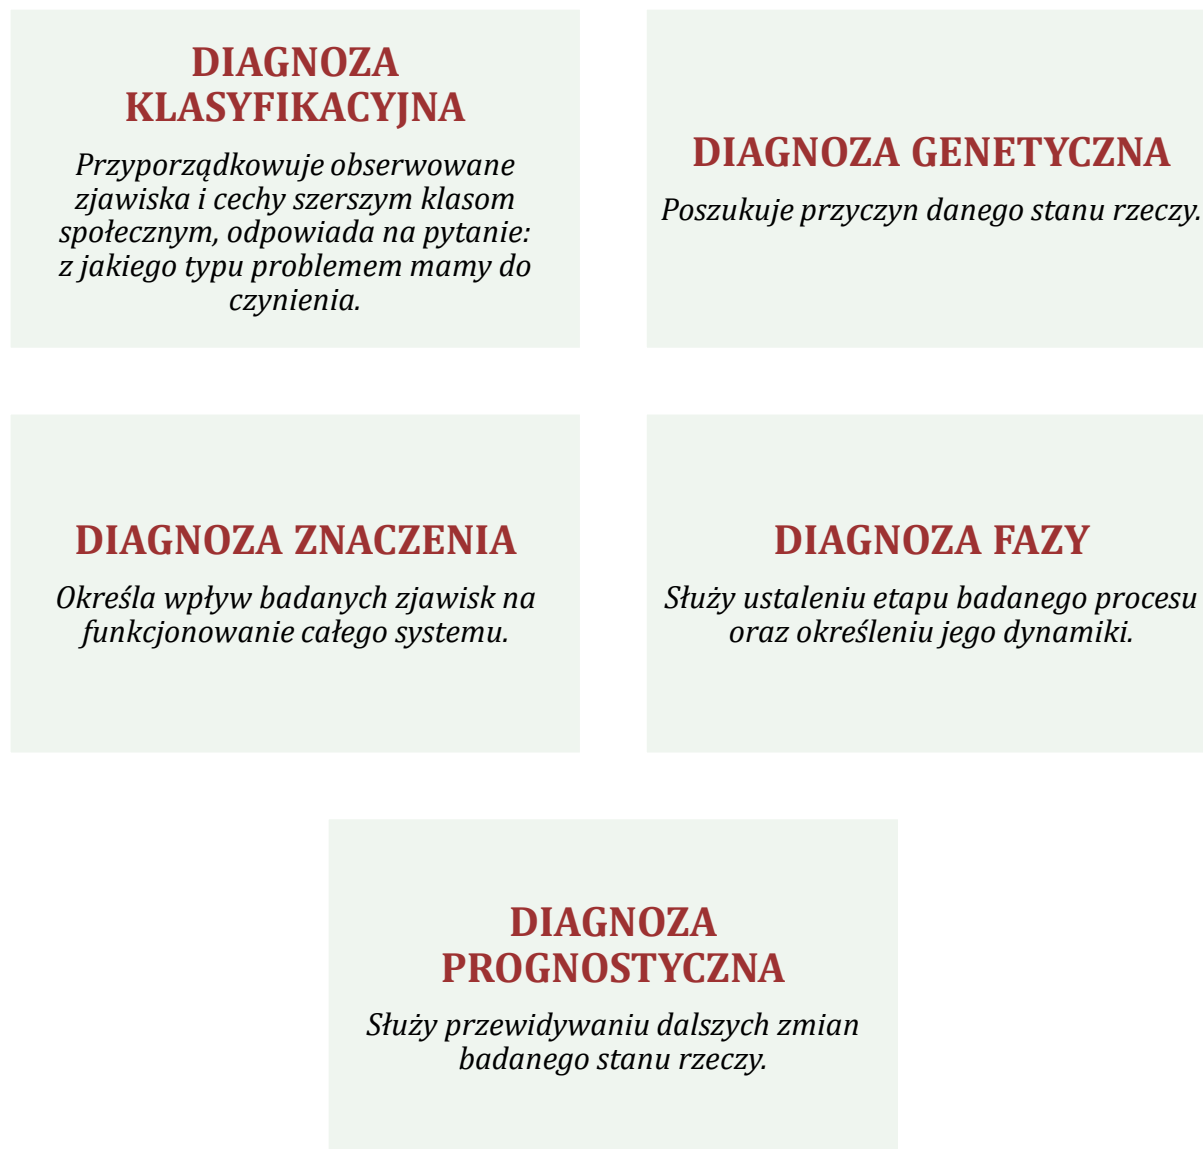 DIAGNOZA
KLASYFIKACYJNA
Przyporządkowuje obserwowane
zjawiska i cechy szerszym klasom
społecznym, odpowiada na pytanie:
z jakiego typu problemem mamy do
czynienia.
DIAGNOZA GENETYCZNA
Poszukuje przyczyn danego stanu rzeczy.
DIAGNOZA ZNACZENIA
Określa wpływ badanych zjawisk na
funkcjonowanie całego systemu.
DIAGNOZA FAZY
Służy ustaleniu etapu badanego procesu
oraz określeniu jego dynamiki.
DIAGNOZA
PROGNOSTYCZNA
Służy przewidywaniu dalszych zmian
badanego stanu rzeczy.